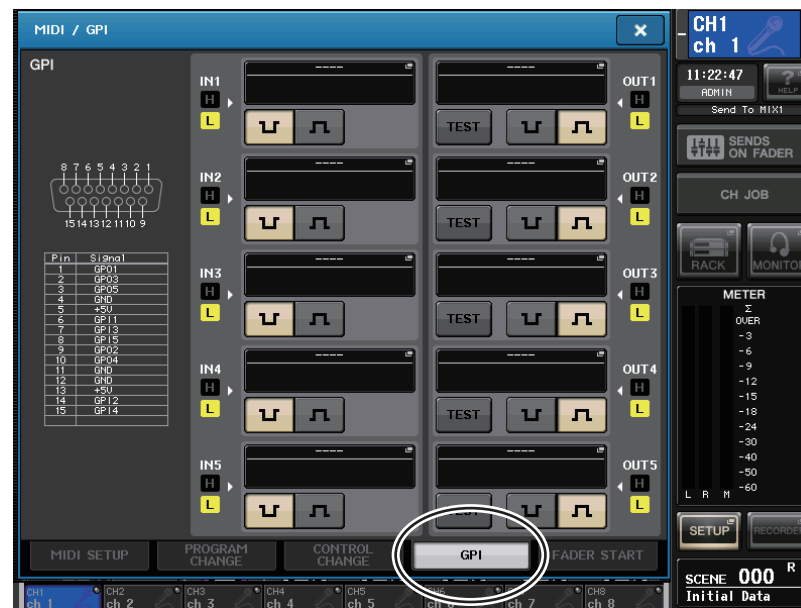 MIDI / GPI
GPI
8 7 6 5 4 3 2 1
15 14 13 12 11 10 9
Pin Signal
1 GPO1
2 GPO3
3 GPO5
4 GND
5 +5V
6 GPI1
7 GPI3
8 GPI5
9 GPO2
10 GPO4
11 GND
12 GND
13 +5V
14 GPI2
15 GPI4
IN1
H
L
----
----
TEST
OUT1
H
L
IN2
H
L
----
----
TEST
OUT2
H
L
IN3
H
L
----
----
TEST
OUT3
H
L
IN4
H
L
----
----
TEST
OUT4
H
L
IN5
H
L
----
----
TEST
OUT5
H
L
MIDI SETUP
PROGRAM
CHANGE
CONTROL
CHANGE
GPI
FADER START
CH1
ch 1
11:22:47
ADMIN
?
HELP
Send To MIX1
SENDS
ON FADER
CH JOB
RACK
MONITOR
METER
Σ
OVER
-3
-6
-9
-12
-15
-18
-24
-30
-40
-50
-60
L R M
SETUP
RECORDER
SCENE 000 R
Initial Data
CH1
ch 1
CH2
ch 2
CH3
ch 3
CH4
ch 4
CH5
ch 5
CH6
ch 6
ch 7
CH8
ch 8